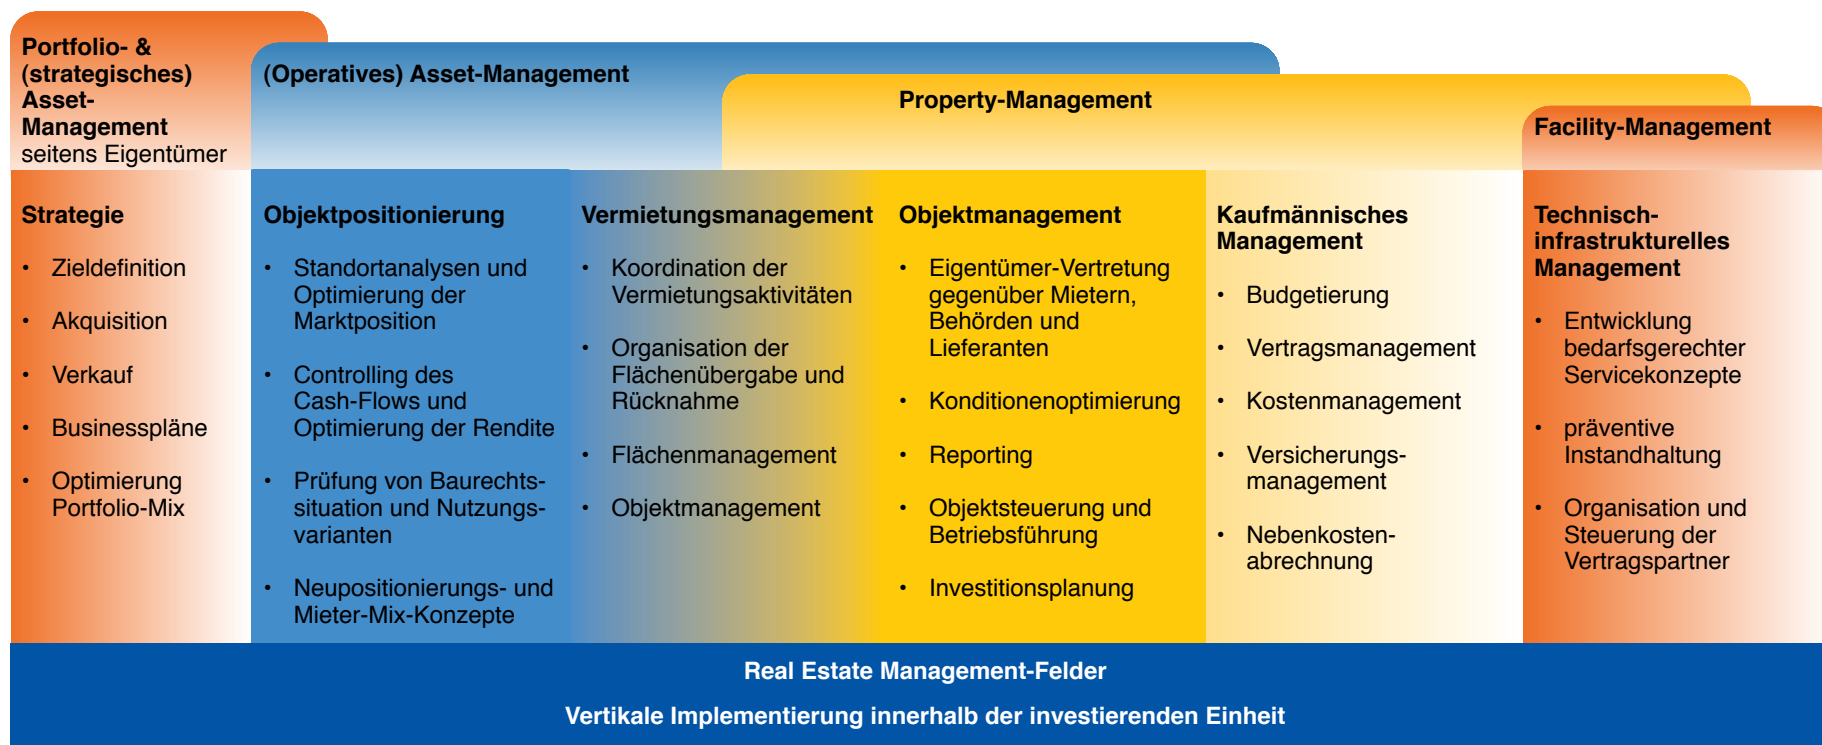 Portfolio- &
(strategisches)
Asset-
Management
seitens Eigentümer
(Operatives) Asset-Management
Property-Management
Facility-Management
Strategie
• Zieldefinition
• Akquisition
• Verkauf
• Businesspläne
• Optimierung
Portfolio-Mix
Objektpositionierung
• Standortanalysen und
Optimierung der
Marktposition
• Controlling des
Cash-Flows und
Optimierung der Rendite
• Prüfung von Baurechts-
situation und Nutzungs-
varianten
• Neupositionierungs- und
Mieter-Mix-Konzepte
Vermietungsmanagement
• Koordination der
Vermietungsaktivitäten
• Organisation der
Flächenübergabe und
Rücknahme
• Flächenmanagement
• Objektmanagement
Objektmanagement
• Eigentümer-Vertretung
gegenüber Mietern,
Behörden und
Lieferanten
• Konditionenoptimierung
• Reporting
• Objektsteuerung und
Betriebsführung
• Investitionsplanung
Kaufmännisches
Management
• Budgetierung
• Vertragsmanagement
• Kostenmanagement
• Versicherungs-
management
• Nebenkosten-
abrechnung
Technisch-
infrastrukturelles
Management
• Entwicklung
bedarfsgerechter
Servicekonzepte
• präventive
Instandhaltung
• Organisation und
Steuerung der
Vertragspartner
Real Estate Management-Felder
Vertikale Implementierung innerhalb der investierenden Einheit